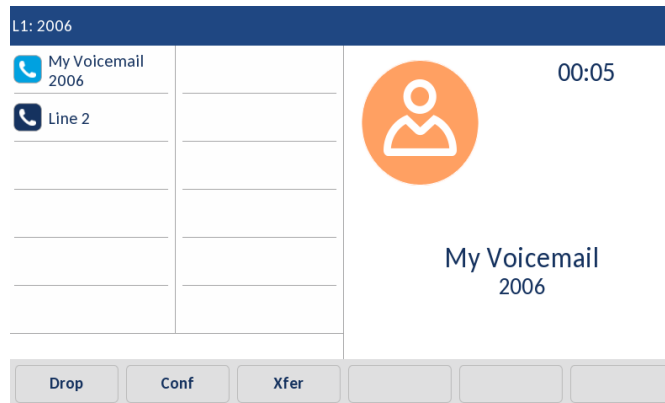 L1: 2006
My Voicemail
2006
Line 2
00:05
My Voicemail
2006
Drop
Conf
Xfer